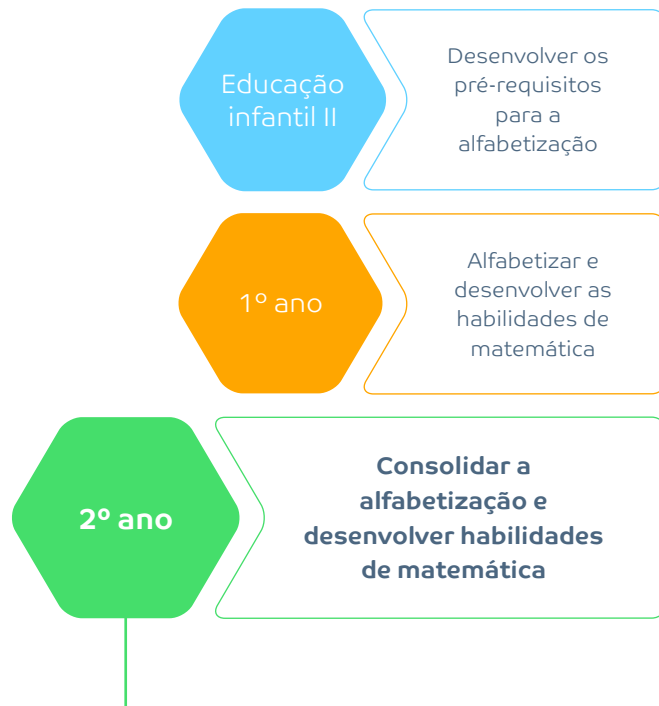 Educação
infantil II
Desenvolver os
pré-requisitos
para a
alfabetização
1º ano
Alfabetizar e
desenvolver as
habilidades de
matemática
2º ano
Consolidar a
alfabetização e
desenvolver habilidades
de matemática